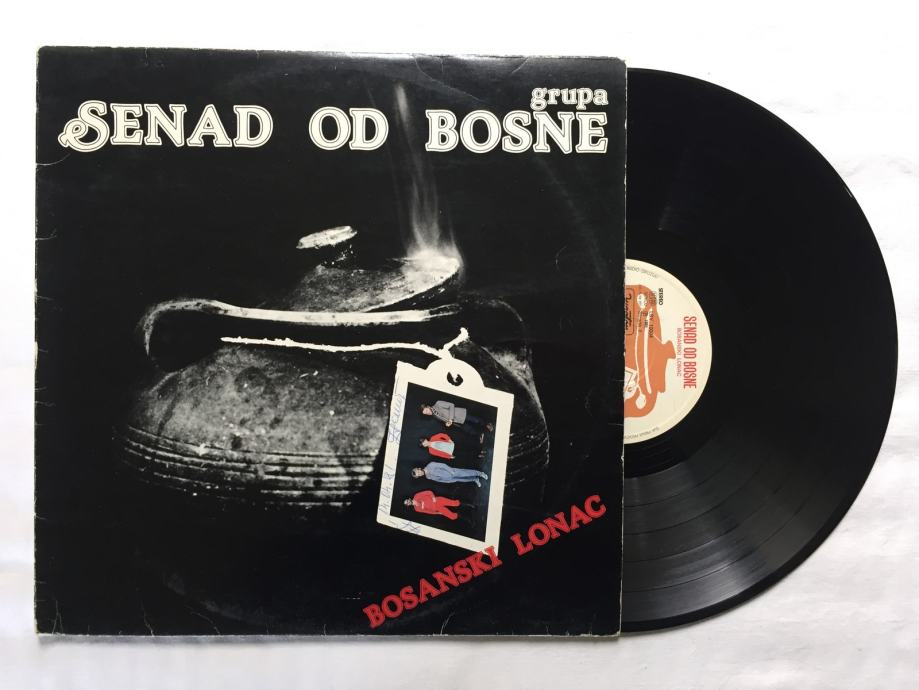 grupa
SENAD OD BOSNE
BOSANSKI LONAC
SENAD OD BOSNE
BOSANSKI LONAC
STEREO